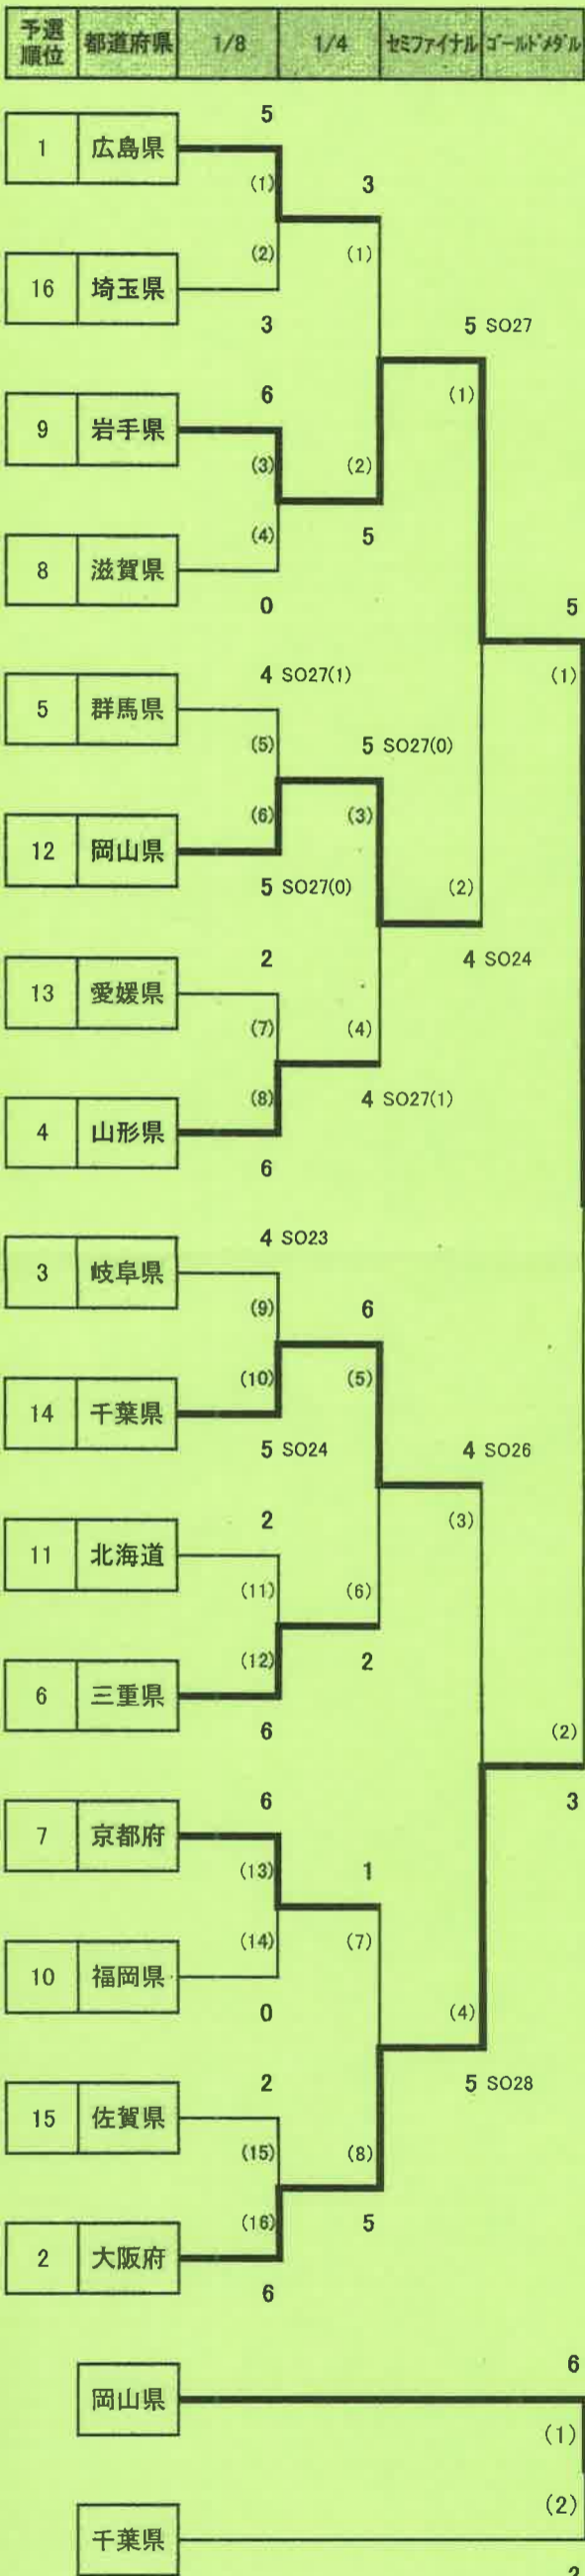 予選順位 都道府県 1/8 1/4 セミファイナル ゴールドメダル
5
1 広島県
(1) 3
(2) (1)
16 埼玉県
3 5 SO27
6 (1)
9 岩手県
(3) (2)
(4) 5
8 滋賀県
0 5
4 SO27(1) (1)
5 群馬県
(5) 5 SO27(0)
(6) (3)
12 岡山県
5 SO27(0) (2)
2 4 SO24
13 愛媛県
(7) (4)
(8) 4 SO27(1)
4 山形県
6
4 SO23
3 岐阜県
(9) 6
(10) (5)
14 千葉県
5 SO24 4 SO26
2 (3)
11 北海道
(11) (6)
(12) 2
6 三重県
6 (2)
6 3
7 京都府
(13) 1
(14) (7)
10 福岡県
0 (4)
2 5 SO28
15 佐賀県
(15) (8)
(16) 5
2 大阪府
6
6
岡山県
(1)
(2)
千葉県